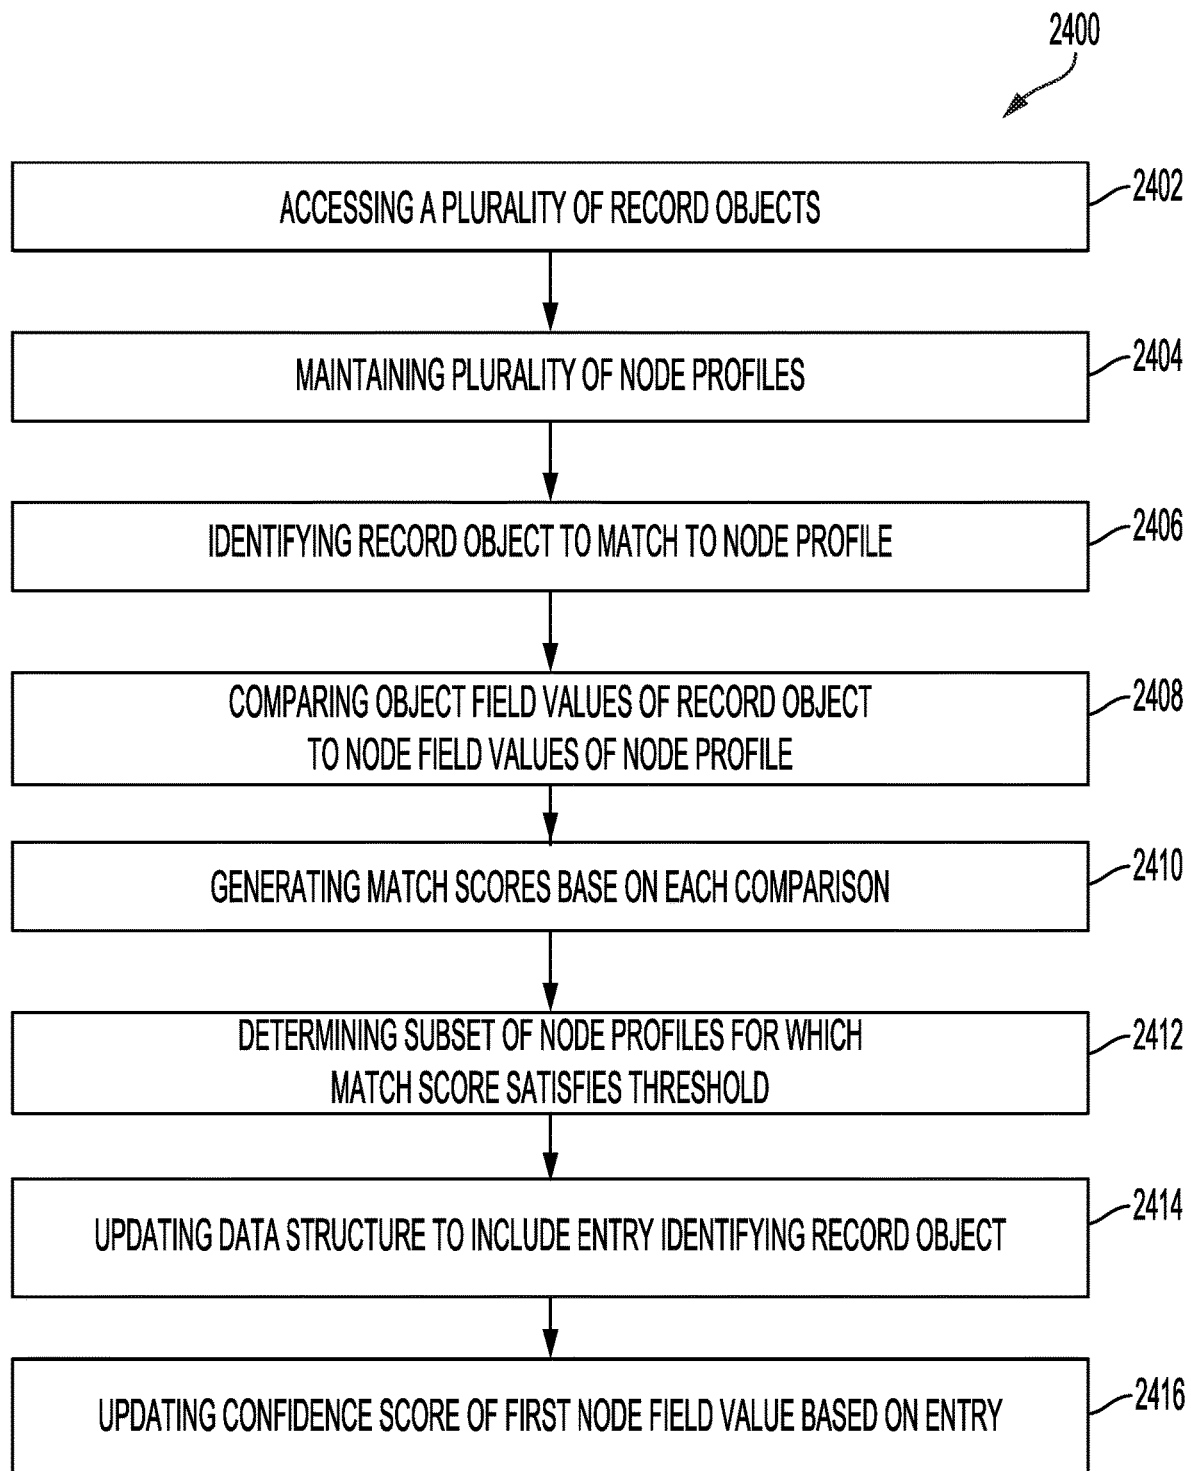 2400
ACCESSING A PLURALITY OF RECORD OBJECTS
2402
MAINTAINING PLURALITY OF NODE PROFILES
2404
IDENTIFYING RECORD OBJECT TO MATCH TO NODE PROFILE
2406
COMPARING OBJECT FIELD VALUES OF RECORD OBJECT
TO NODE FIELD VALUES OF NODE PROFILE
2408
GENERATING MATCH SCORES BASE ON EACH COMPARISON
2410
DETERMINING SUBSET OF NODE PROFILES FOR WHICH
MATCH SCORE SATISFIES THRESHOLD
2412
UPDATING DATA STRUCTURE TO INCLUDE ENTRY IDENTIFYING RECORD OBJECT
2414
UPDATING CONFIDENCE SCORE OF FIRST NODE FIELD VALUE BASED ON ENTRY
2416